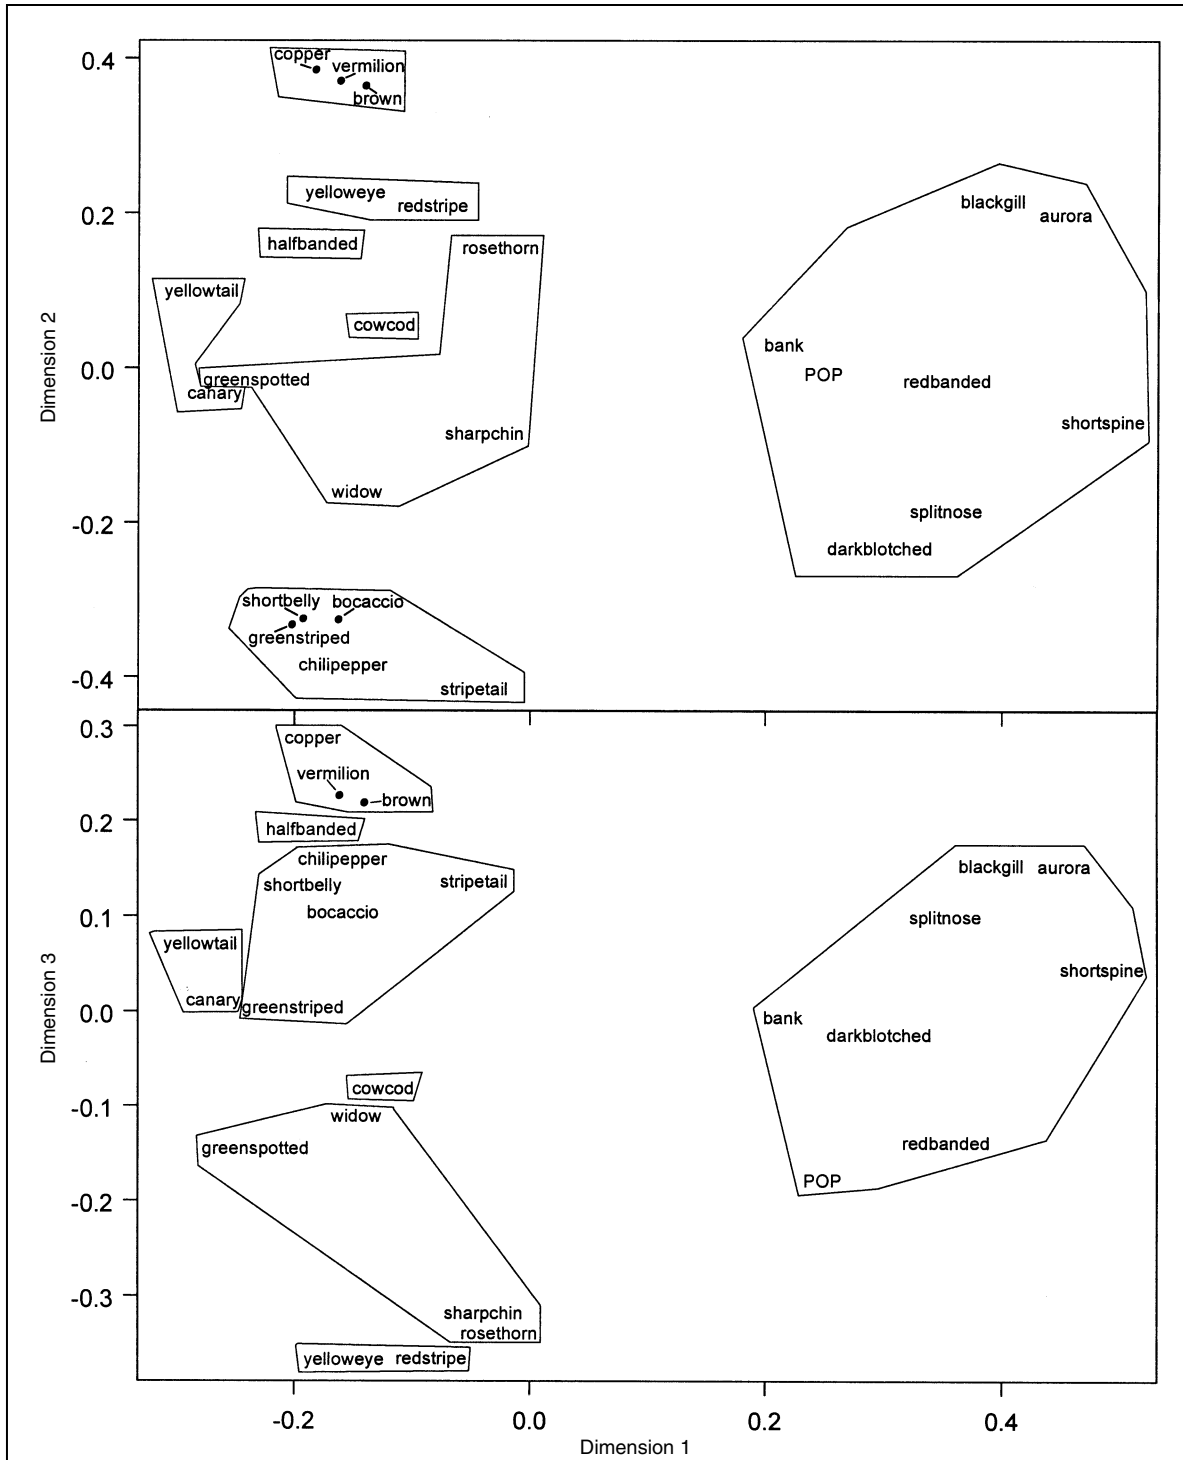 0.4
copper
vermilion
brown
yelloweye
redstripe
blackgill
aurora
0.2
halfbanded
rosethorn
yellowtail
cowcod
bank
0.0
POP
greenspotted
redbanded
canary
shortspine
sharpchin
widow
splitnose
-0.2
darkblotched
shortbelly
bocaccio
greenstriped
chilipepper
-0.4
stripetail
Dimension 2
0.3
copper
vermilion
brown
0.2
halfbanded
chilipepper
blackgill aurora
shortbelly
stripetail
bocaccio
splitnose
0.1
yellowtail
shortspine
canary
greenstriped
0.0
bank
darkblotched
cowcod
-0.1
widow
greenspotted
redbanded
POP
-0.2
-0.3
sharpchin
rosethorn
yelloweye redstripe
Dimension 3
-0.2 0.0 0.2 0.4
Dimension 1